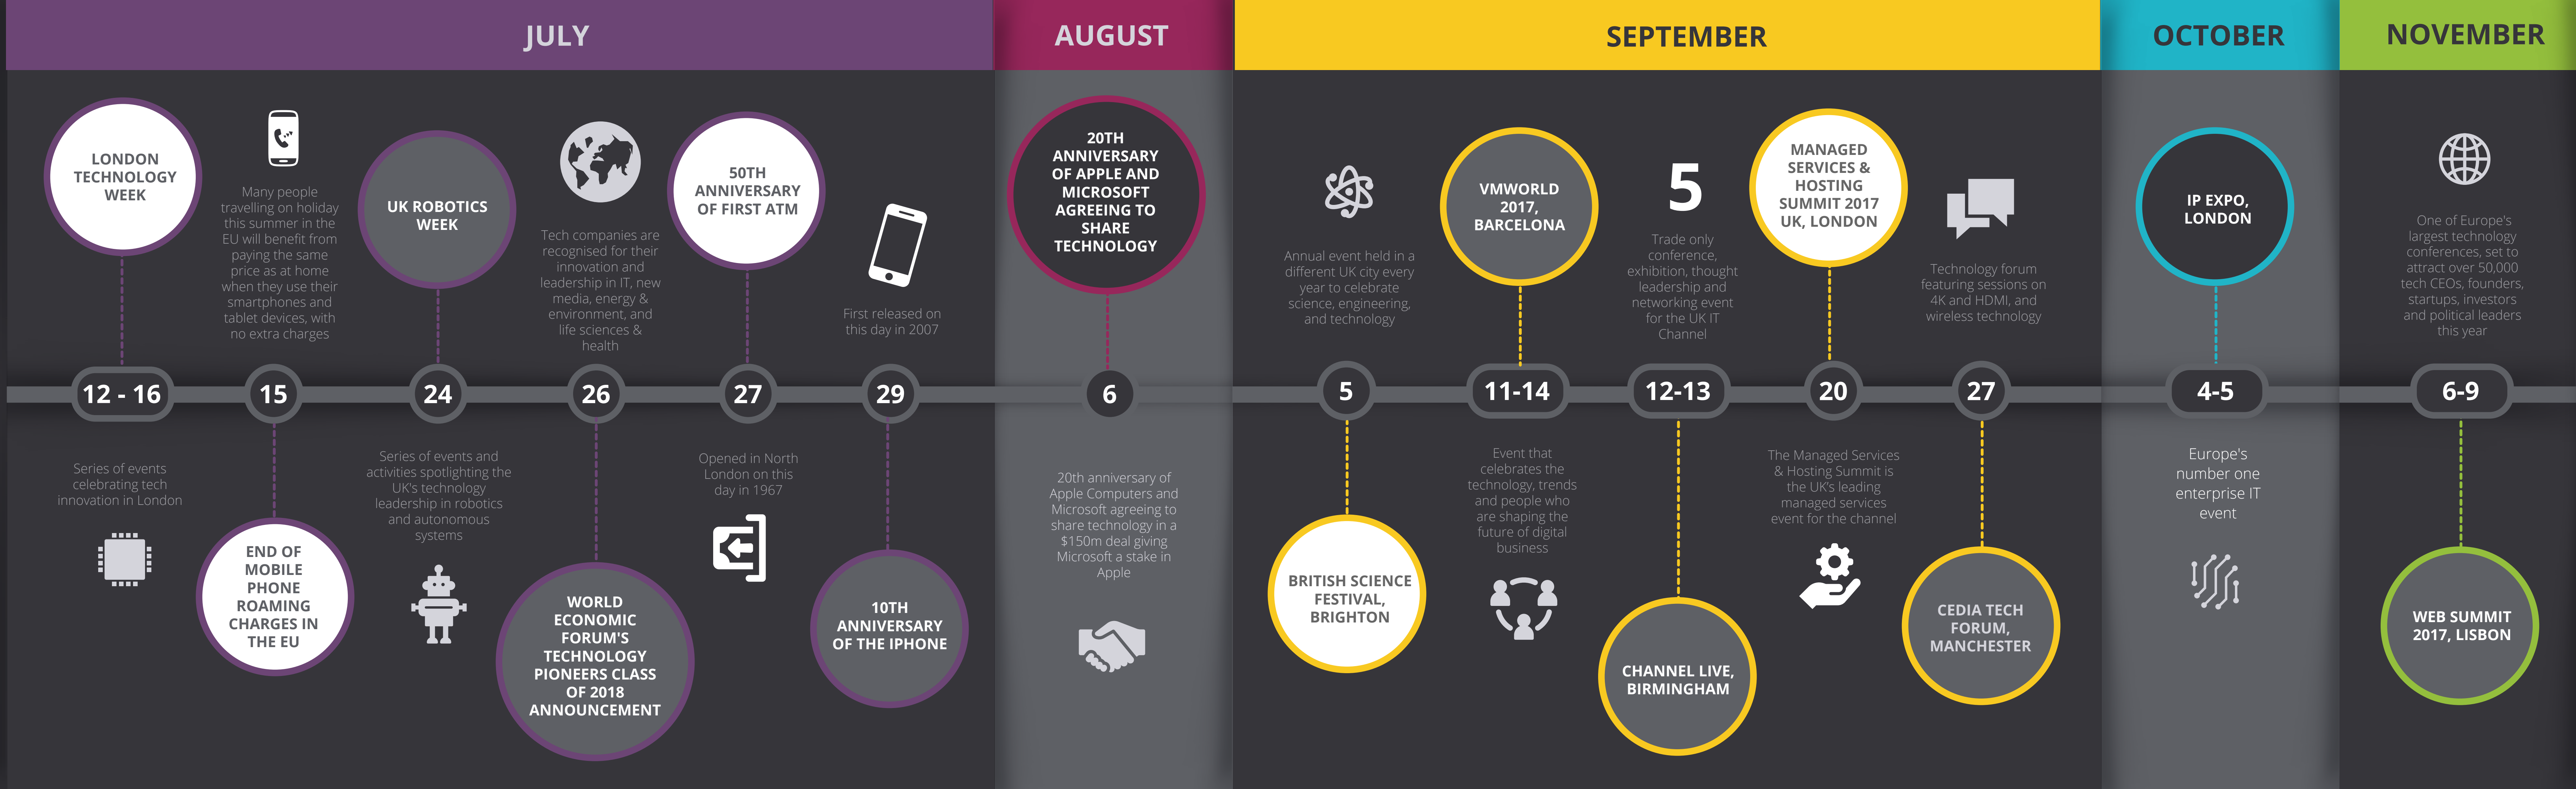 JULY
LONDON
TECHNOLOGY
WEEK
12 - 16
Series of events
celebrating tech
innovation in London
Many people
travelling on holiday
this summer in the
EU will benefit from
paying the same
price as at home
when they use their
smartphones and
tablet devices, with
no extra charges
15
END OF
MOBILE
PHONE
ROAMING
CHARGES IN
THE EU
UK ROBOTICS
WEEK
24
Series of events and
activities spotlighting the
UK's technology
leadership in robotics
and autonomous
systems
Tech companies are
recognised for their
innovation and
leadership in IT, new
media, energy &
environment, and
life sciences &
health
26
WORLD
ECONOMIC
FORUM'S
TECHNOLOGY
PIONEERS CLASS
OF 2018
ANNOUNCEMENT
50TH
ANNIVERSARY
OF FIRST ATM
27
Opened in North
London on this
day in 1967
First released on
this day in 2007
29
10TH
ANNIVERSARY
OF THE IPHONE
AUGUST
20TH
ANNIVERSARY
OF APPLE AND
MICROSOFT
AGREEING TO
SHARE
TECHNOLOGY
6
20th anniversary of
Apple Computers and
Microsoft agreeing to
share technology in a
$150m deal giving
Microsoft a stake in
Apple
SEPTEMBER
Annual event held in a
different UK city every
year to celebrate
science, engineering,
and technology
5
BRITISH SCIENCE
FESTIVAL,
BRIGHTON
VMWORLD
2017,
BARCELONA
11-14
Event that
celebrates the
technology, trends
and people who
are shaping the
future of digital
business
5
Trade only
conference,
exhibition, thought
leadership and
networking event
for the UK IT
Channel
12-13
CHANNEL LIVE,
BIRMINGHAM
MANAGED
SERVICES &
HOSTING
SUMMIT 2017
UK, LONDON
20
The Managed Services
& Hosting Summit is
the UK's leading
managed services
event for the channel
Technology forum
featuring sessions on
4K and HDMI, and
wireless technology
27
CEDIA TECH
FORUM,
MANCHESTER
OCTOBER
IP EXPO,
LONDON
4-5
Europe's
number one
enterprise IT
event
NOVEMBER
One of Europe's
largest technology
conferences, set to
attract over 50,000
tech CEOs, founders,
startups, investors
and political leaders
this year
6-9
WEB SUMMIT
2017, LISBON